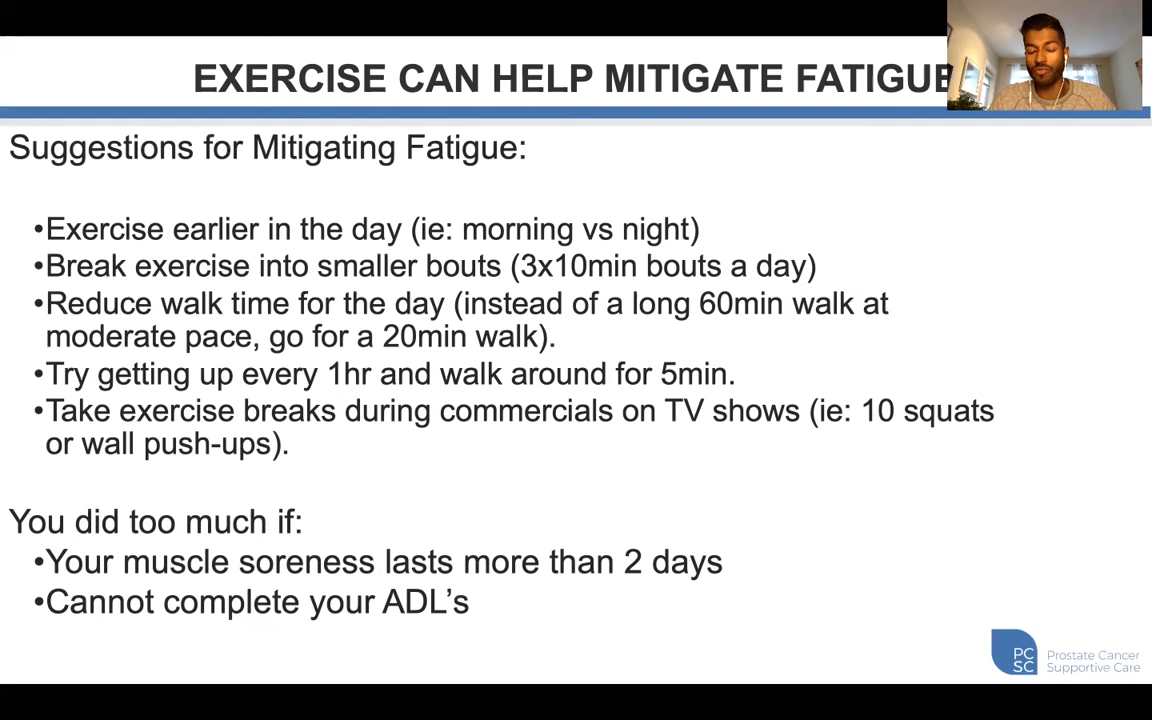 EXERCISE CAN HELP MITIGATE FATIGUE
Suggestions for Mitigating Fatigue:
•Exercise earlier in the day (ie: morning vs night)
•Break exercise into smaller bouts (3x10min bouts a day)
•Reduce walk time for the day (instead of a long 60min walk at
moderate pace, go for a 20min walk).
•Try getting up every 1hr and walk around for 5min.
•Take exercise breaks during commercials on TV shows (ie: 10 squats
or wall push-ups).
You did too much if:
•Your muscle soreness lasts more than 2 days
•Cannot complete your ADL’s
PC
SC
Prostate Cancer
Supportive Care